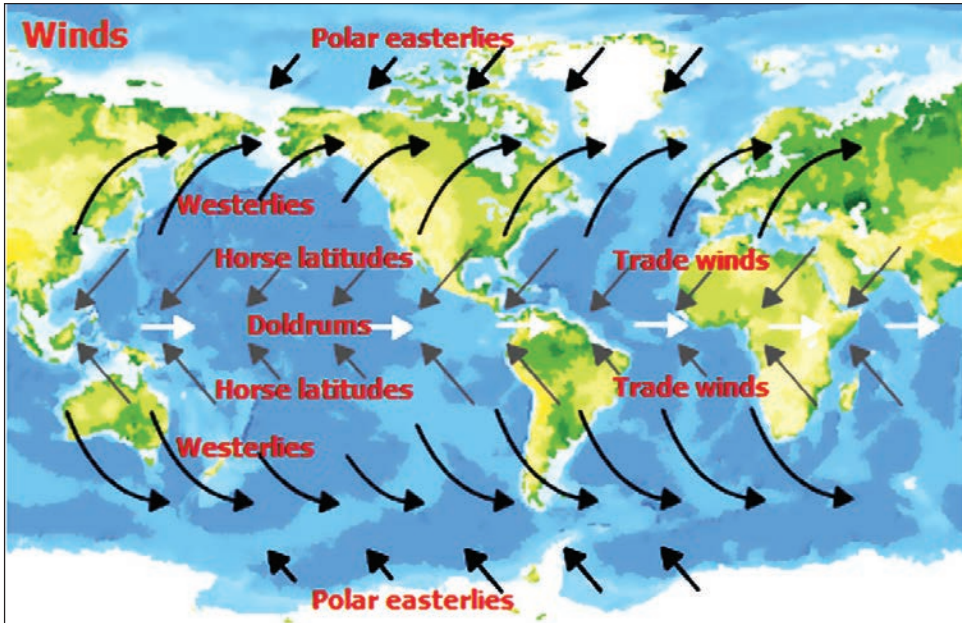 Winds
Polar easterlies
Westerlies
Horse latitudes
Trade winds
Doldrums
Horse latitudes
Trade winds
Westerlies
Polar easterlies